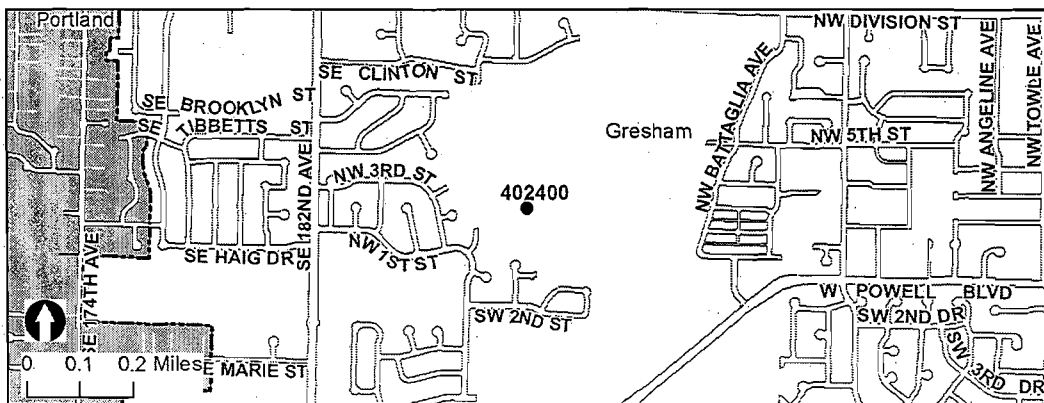 Portland
NW DIVISION ST
SE CLINTON ST
SE BROOKLYN ST
SE TIBBETTS ST
SE 182ND AVE
NW 3RD ST
NW 1ST ST
SE HAIG DR
SE 174TH AVE
402400
Gresham
NW BATTAGLIA AVE
NW 5TH ST
NW ANGELINE AVE
NW TOWLE AVE
W POWELL BLVD
SW 2ND DR
SW 3RD DR
SW 2ND ST
E MARIE ST
0 0.1 0.2 Miles